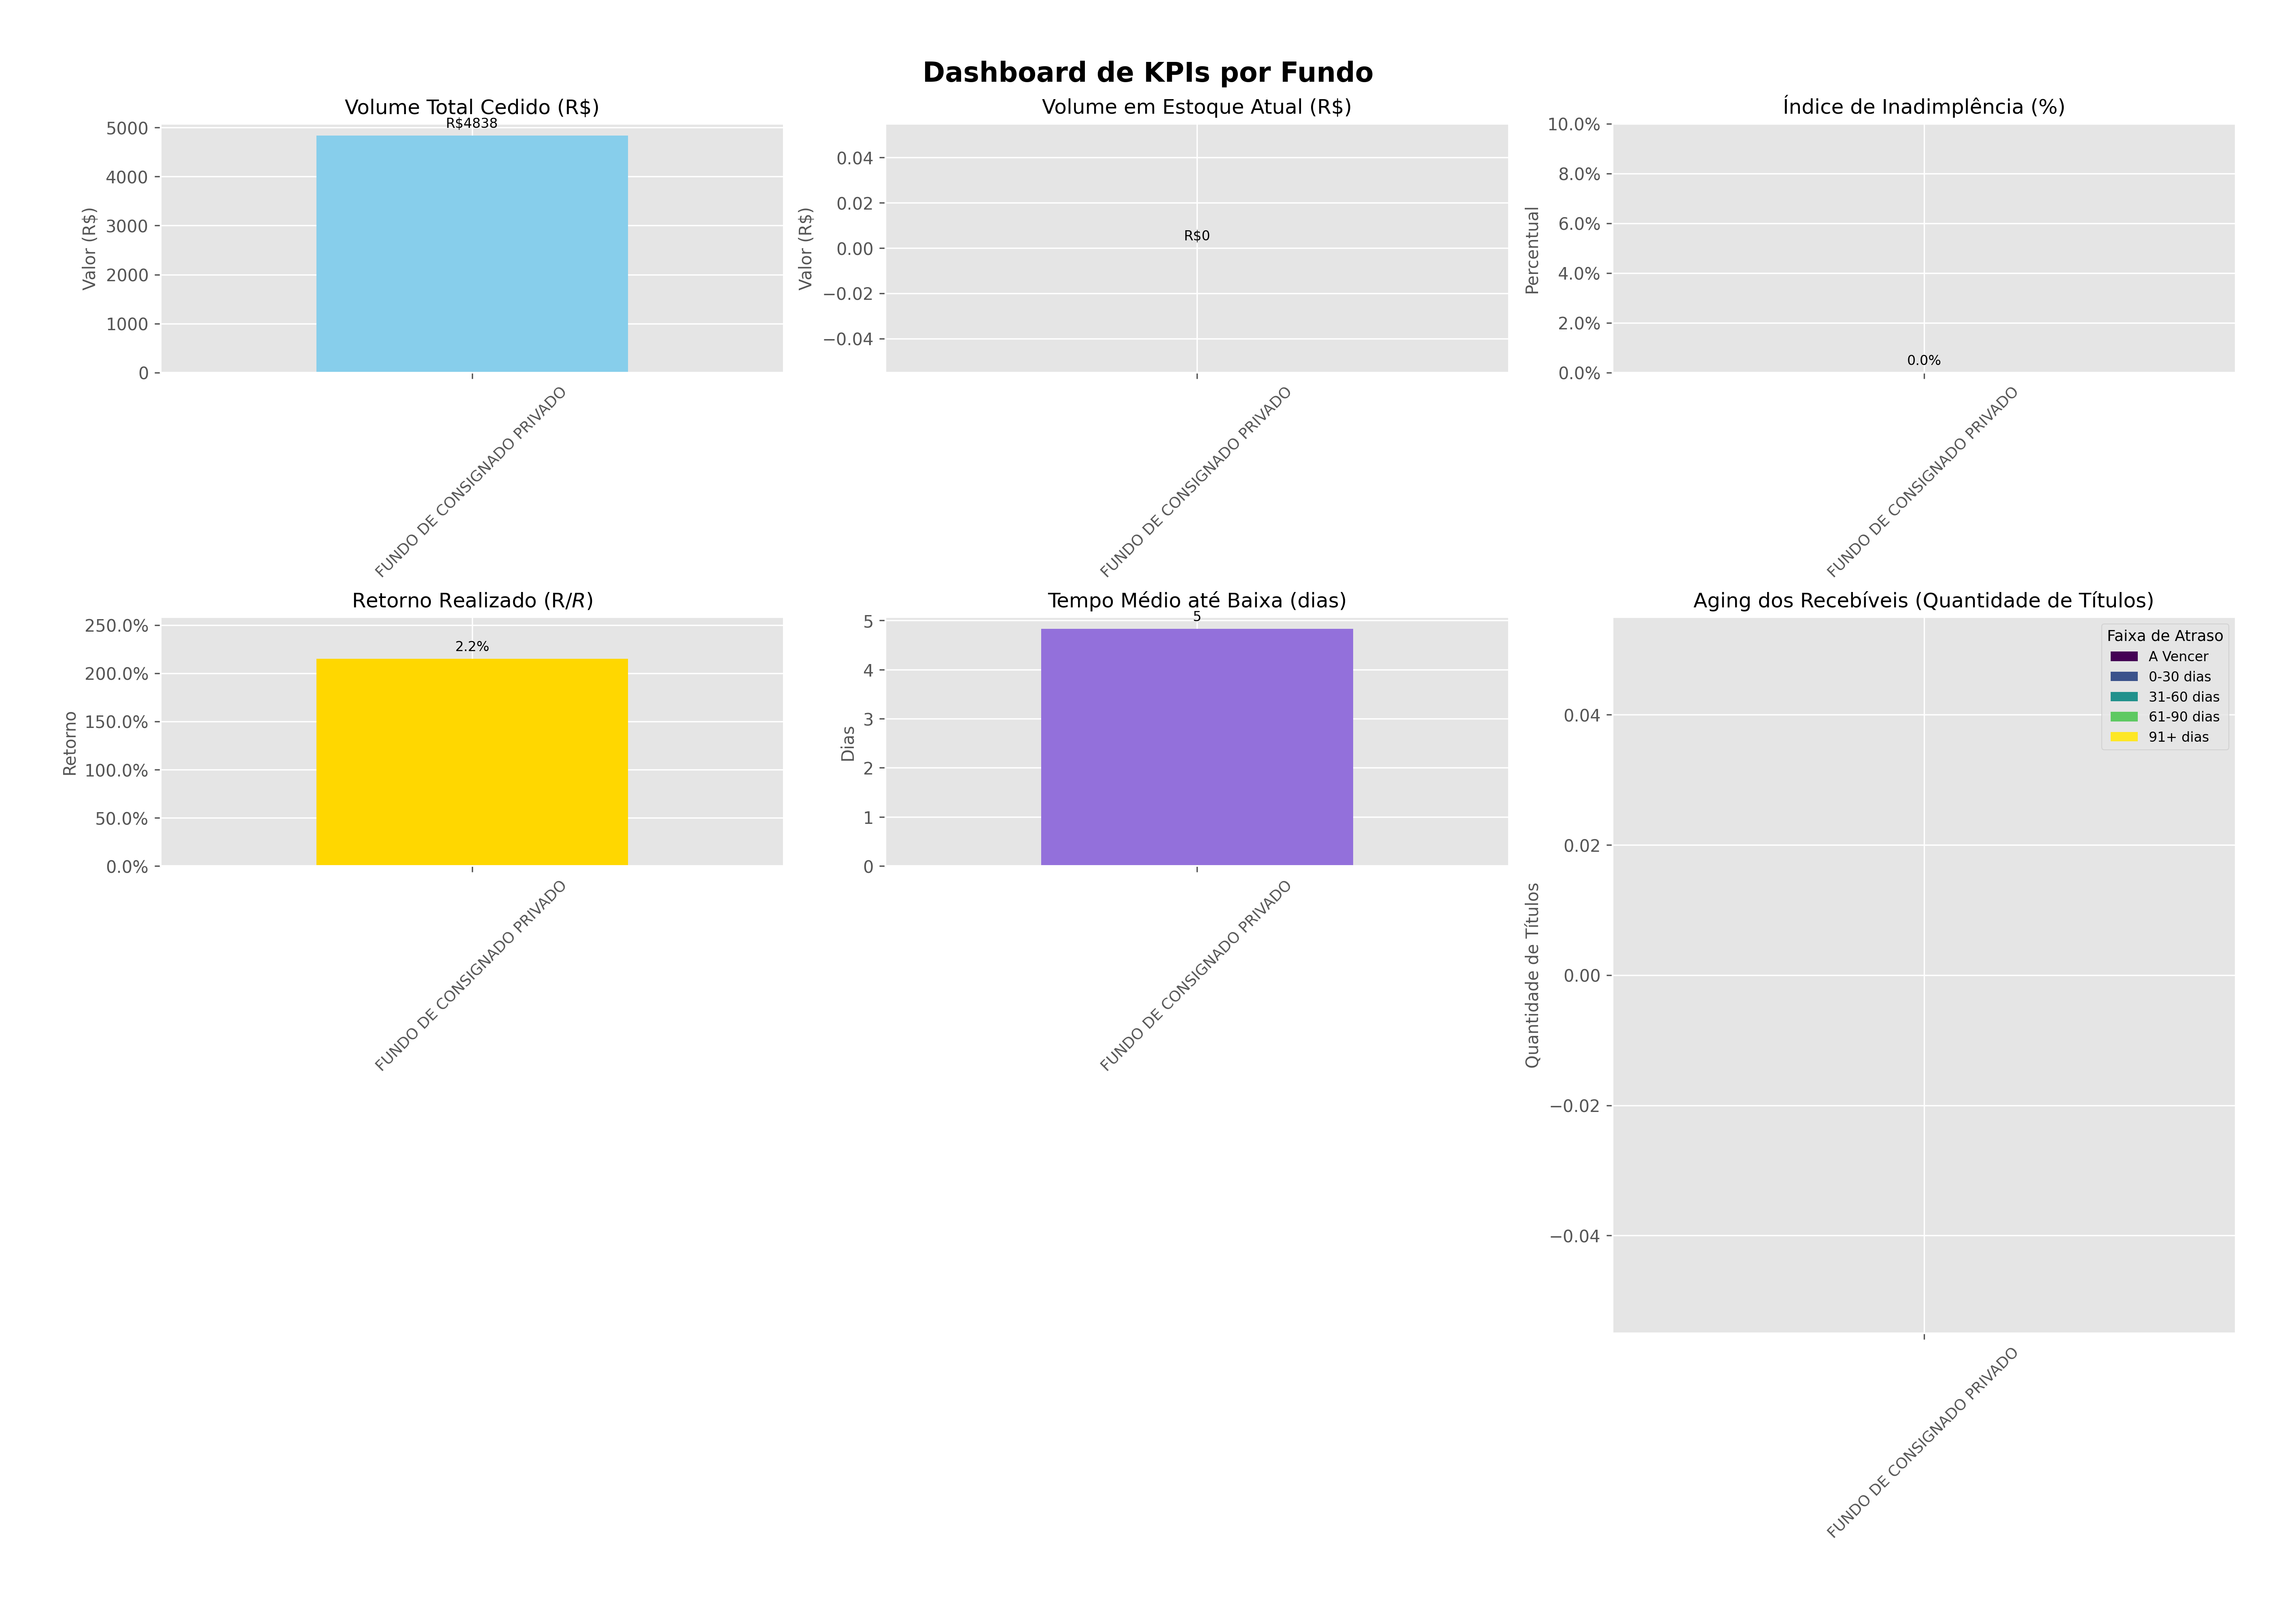 Dashboard de KPIs por Fundo
Volume Total Cedido (R$)
R$4838
5000
4000
3000
2000
1000
0
Valor (R$)
FUNDO DE CONSIGNADO PRIVADO
Volume em Estoque Atual (R$)
0.04
0.02
0.00
−0.02
−0.04
Valor (R$)
R$0
FUNDO DE CONSIGNADO PRIVADO
Índice de Inadimplência (%)
10.0%
8.0%
6.0%
4.0%
2.0%
0.0%
Percentual
0.0%
FUNDO DE CONSIGNADO PRIVADO
Retorno Realizado (R/R)
250.0%
200.0%
150.0%
100.0%
50.0%
0.0%
Retorno
2.2%
FUNDO DE CONSIGNADO PRIVADO
Tempo Médio até Baixa (dias)
5
5
4
3
2
1
0
Dias
FUNDO DE CONSIGNADO PRIVADO
Aging dos Recebíveis (Quantidade de Títulos)
Faixa de Atraso
A Vencer
0-30 dias
31-60 dias
61-90 dias
91+ dias
0.04
0.02
0.00
−0.02
−0.04
Quantidade de Títulos
FUNDO DE CONSIGNADO PRIVADO